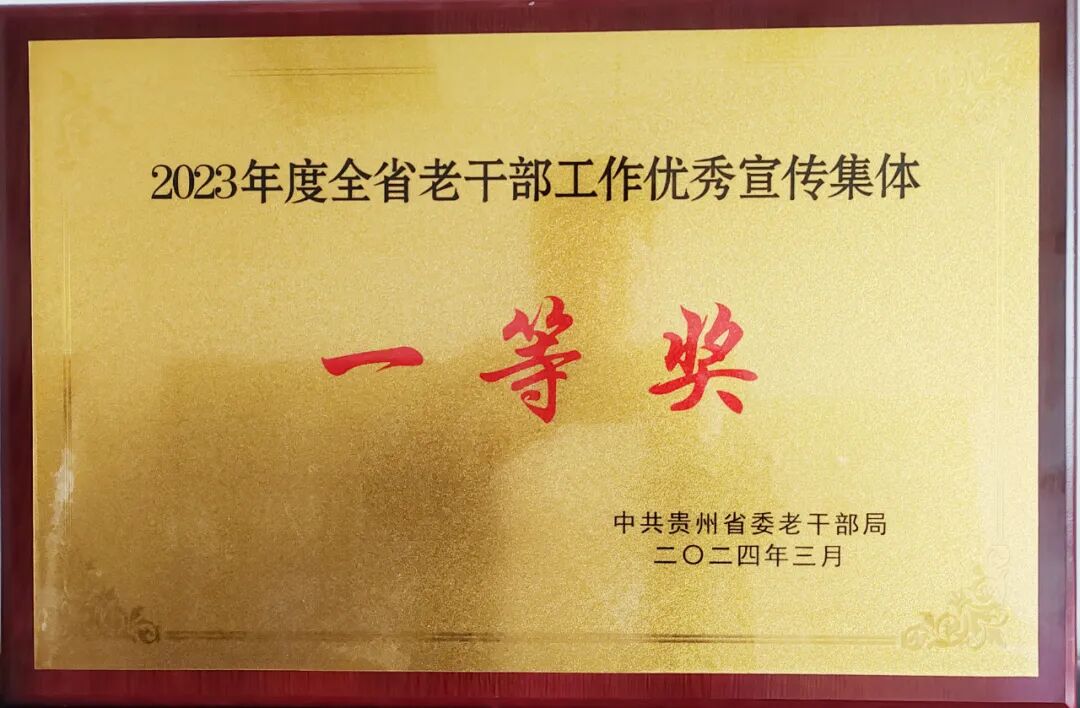 2023年度全省老干部工作优秀宣传集体
一等奖
中共贵州省委老干部局
二〇二四年三月